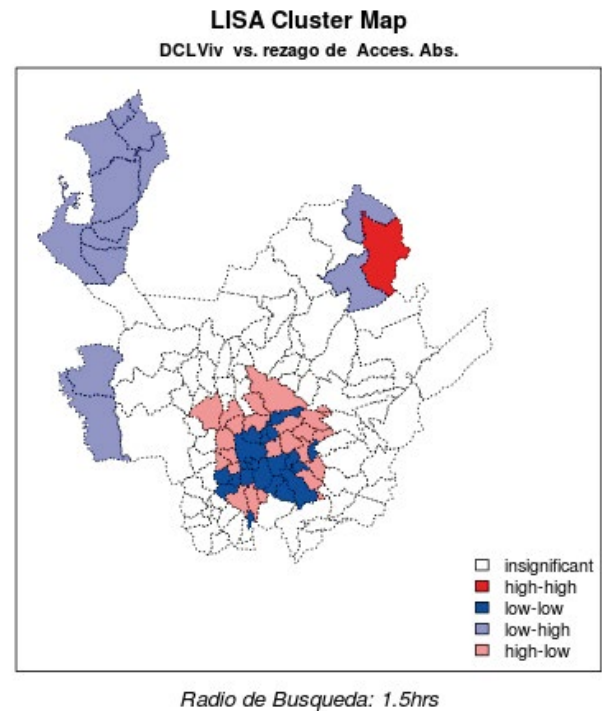 LISA Cluster Map
DCLViv vs. rezago de Acces. Abs.
insignificant
high-high
low-low
low-high
high-low
Radio de Busqueda: 1.5hrs